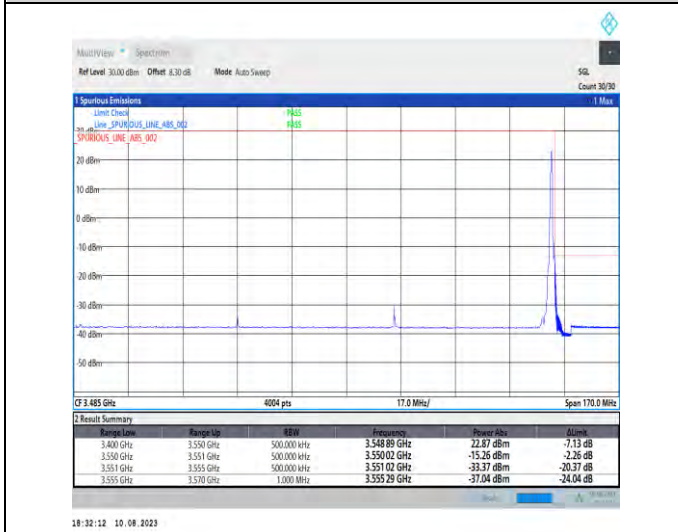 MultiView Spectrum
Ref Level 30.00 dBm Offset 8.30 dB Mode Auto Sweep SGL
Count 30/30
1 Spurious Emissions 1 Max
Limit Check PASS
Line _SPURIOUS_LINE_ABS_002 PASS
_SPURIOUS_LINE_ABS_002
20 dBm
10 dBm
0 dBm
-10 dBm
-20 dBm
-30 dBm
-40 dBm
-50 dBm
CF 3.485 GHz 4004 pts 17.0 MHz/ Span 170.0 MHz
2 Result Summary
Range Low Range Up RBW Frequency Power Abs ΔLimit
3.400 GHz 3.550 GHz 500.000 kHz 3.548 89 GHz 22.87 dBm -7.13 dB
3.550 GHz 3.551 GHz 500.000 kHz 3.550 02 GHz -15.26 dBm -2.26 dB
3.551 GHz 3.555 GHz 500.000 kHz 3.551 02 GHz -33.37 dBm -20.37 dB
3.555 GHz 3.570 GHz 1.000 MHz 3.555 29 GHz -37.04 dBm -24.04 dB
18:32:12 10.08.2023